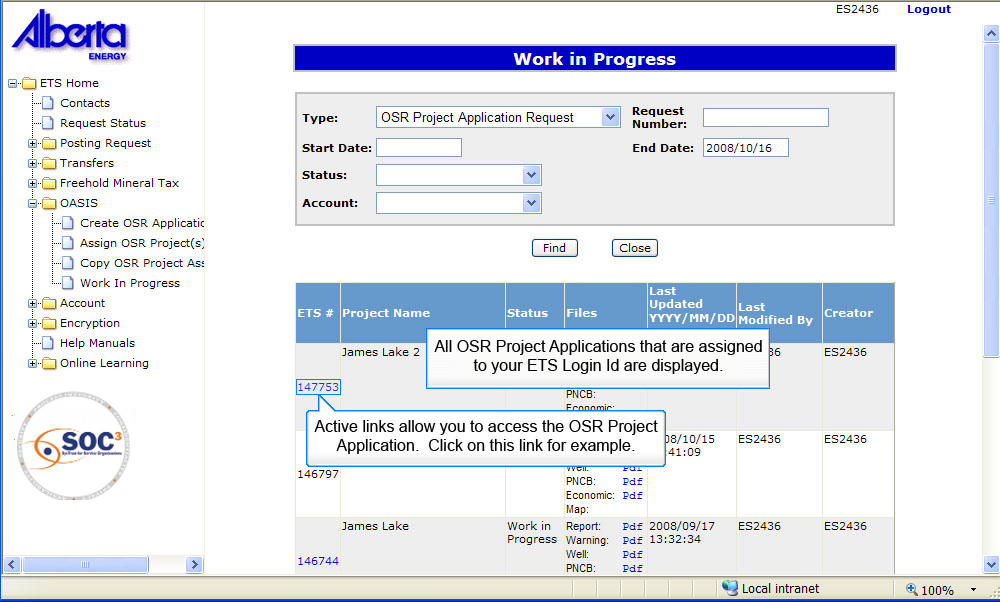 ES2436 Logout
Alberta
ENERGY
ETS Home
Contacts
Request Status
Posting Request
Transfers
Freehold Mineral Tax
OASIS
Create OSR Applicatio
Assign OSR Project(s)
Copy OSR Project Ass
Work In Progress
Account
Encryption
Help Manuals
Online Learning
SOC3
Work in Progress
Type: OSR Project Application Request
Request Number:
Start Date:
End Date: 2008/10/16
Status:
Account:
Find Close
ETS # Project Name Status Files Last Updated YYYY/MM/DD Last Modified By Creator
James Lake 2
All OSR Project Applications that are assigned
to your ETS Login Id are displayed.
36 ES2436
147753
PNCB:
Economic:
Active links allow you to access the OSR Project
Application. Click on this link for example.
08/10/15 ES2436 ES2436
41:09
146797
Well: Pdf
PNCB: Pdf
Economic: Pdf
Map:
James Lake Work in Progress Report: Pdf 2008/09/17 13:32:34 ES2436 ES2436
Warning: Pdf
Well: Pdf
146744
PNCB: Pdf
Local intranet 100%